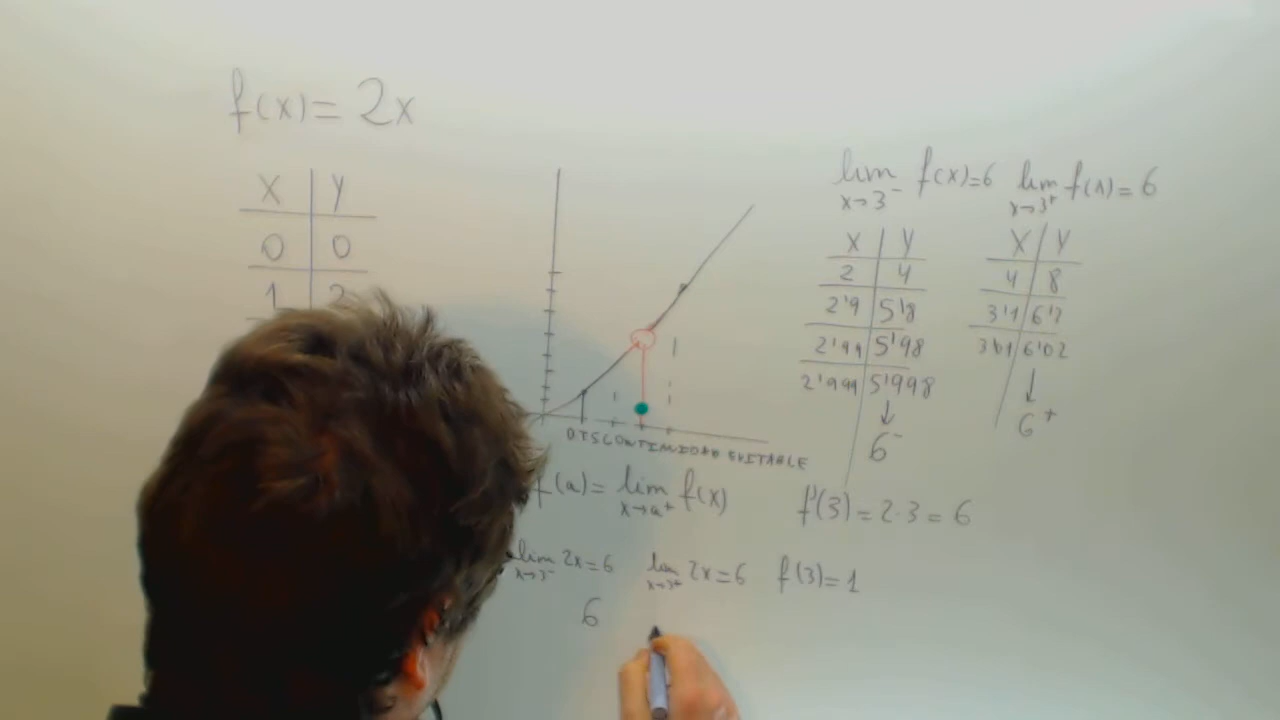 f(x) = 2x
X | Y
0 | 0
1 | 2
DISCONTINUIDAD EVITABLE
lim x→3⁻ f(x)=6
lim x→3⁺ f(x)=6
X | Y
2 | 4
2'9 | 5'8
2'99 | 5'98
2'999 | 5'998
↓
6⁻
X | Y
4 | 8
3'1 | 6'2
3'01 | 6'02
↓
6⁺
f(a) = lim x→a⁺ f(x)
f(3) = 2·3 = 6
lim x→3⁻ 2x = 6 lim x→3⁺ 2x = 6 f(3) = 1
6